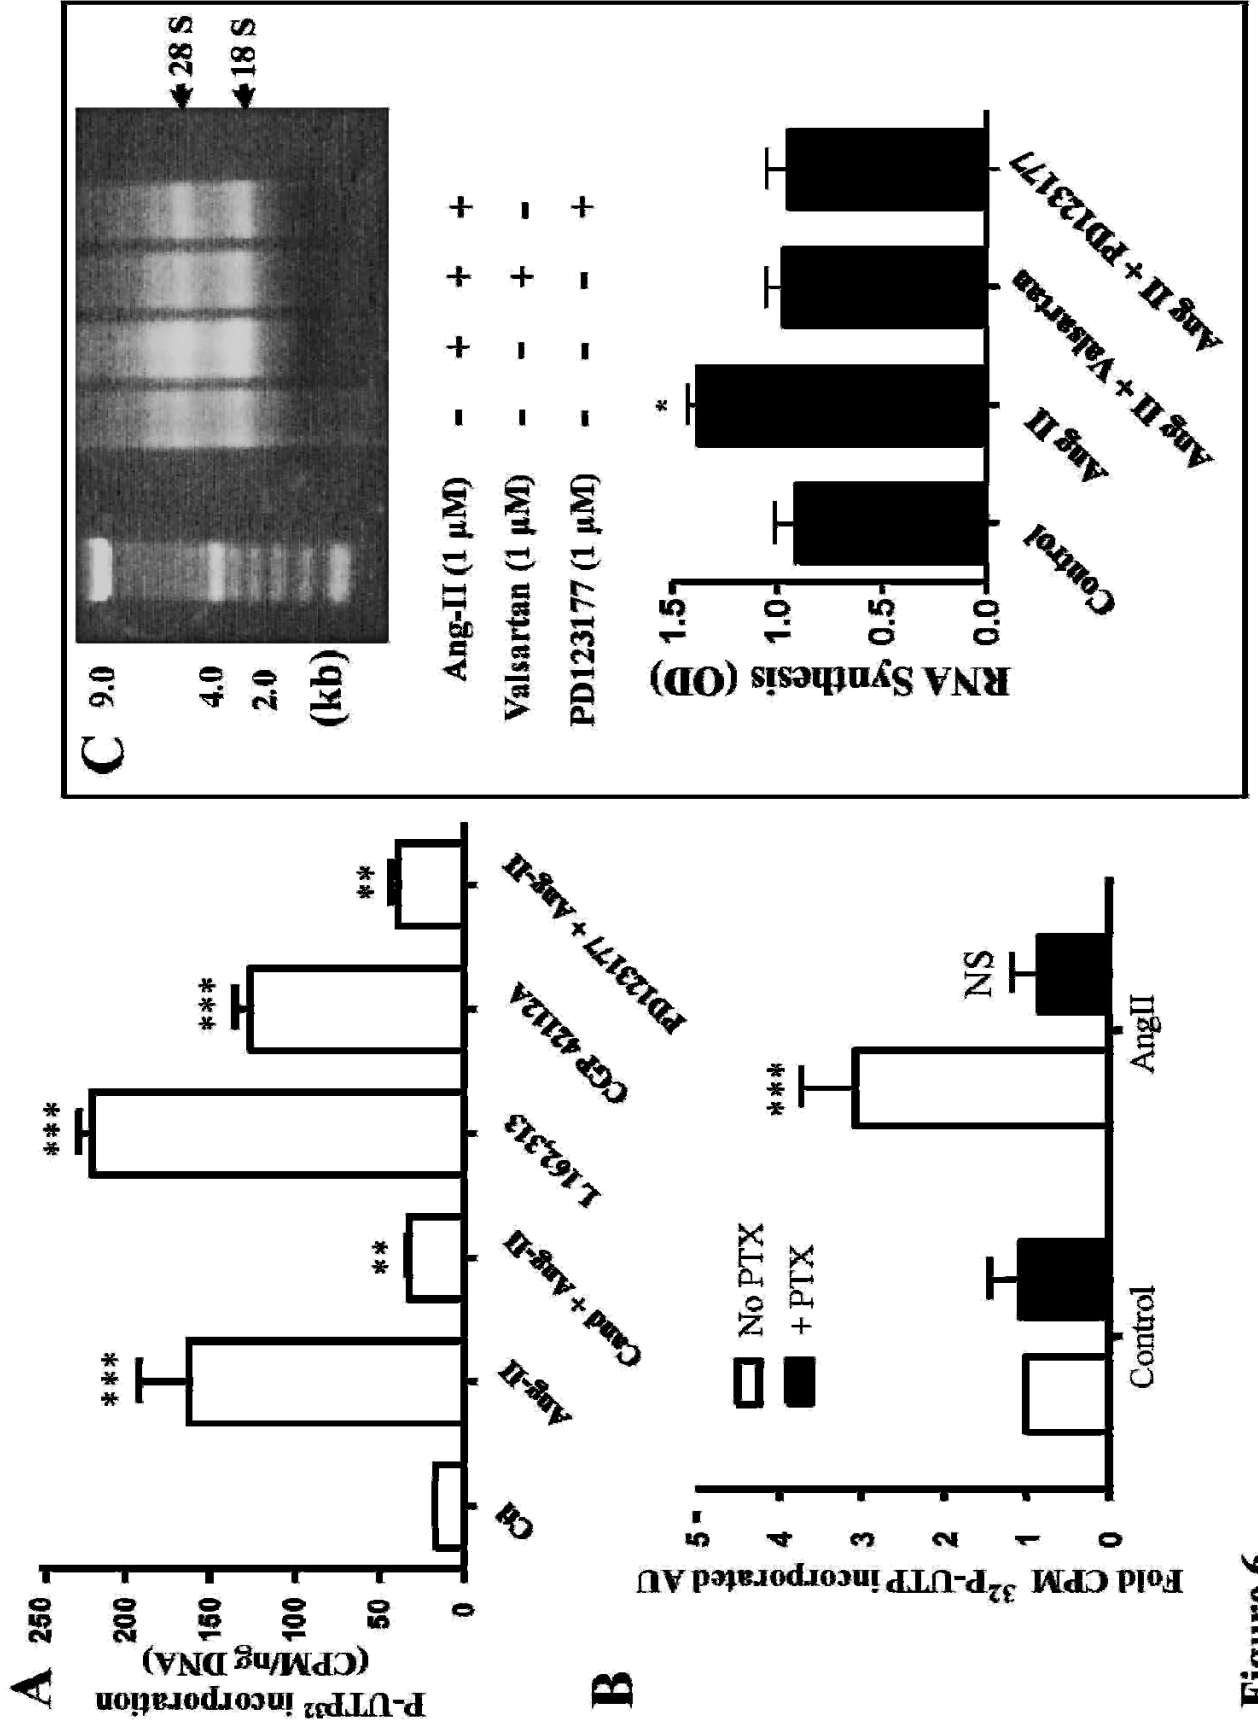 A
P-UTP32 incorporation
(CPM/ng DNA)
250
200
150
100
50
0
***
**
***
***
**
Ctl
Ang-II
Cand + Ang-II
L162,313
CGP 42112A
PD123177 + Ang-II
B
Fold CPM 32P-UTP incorporated AU
5
4
3
2
1
0
No PTX
+ PTX
***
NS
Control
AngII
C
9.0
4.0
2.0
(kb)
28 S
18 S
Ang-II (1 µM) - + + +
Valsartan (1 µM) - - + -
PD123177 (1 µM) - - - +
RNA Synthesis (OD)
1.5
1.0
0.5
0.0
*
Control
Ang II
Ang II + Valsartan
Ang II + PD123177
Figure 6